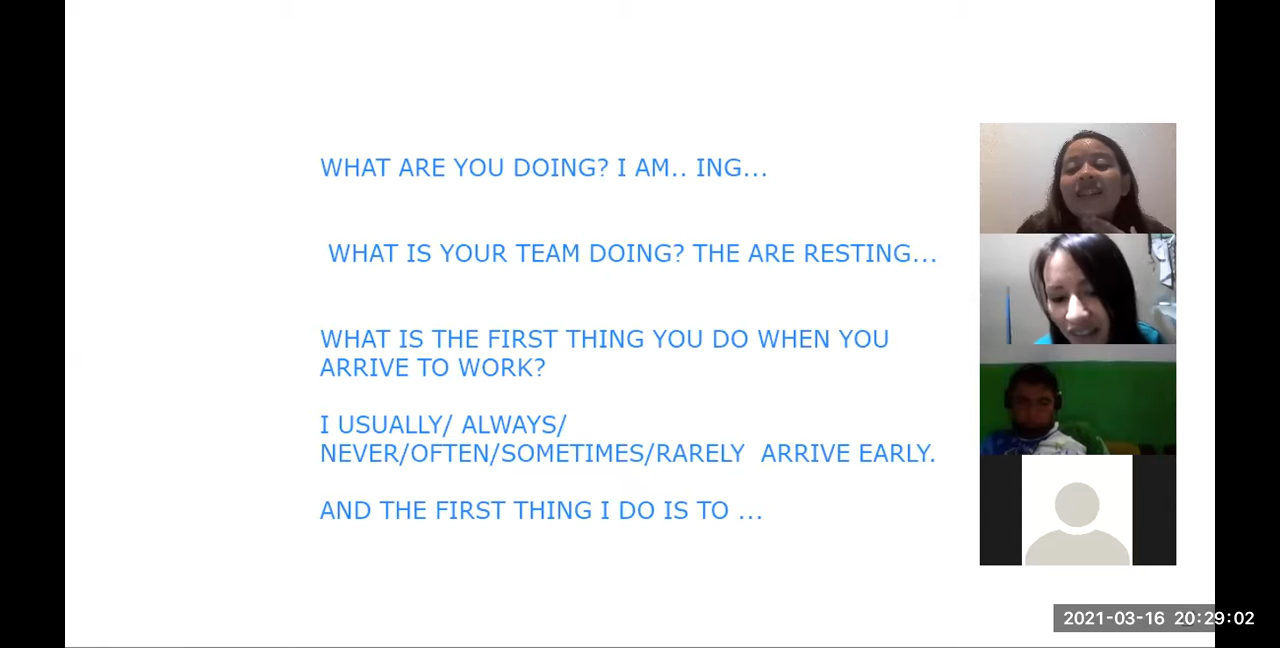 WHAT ARE YOU DOING? I AM.. ING...
WHAT IS YOUR TEAM DOING? THE ARE RESTING...
WHAT IS THE FIRST THING YOU DO WHEN YOU
ARRIVE TO WORK?
I USUALLY/ ALWAYS/
NEVER/OFTEN/SOMETIMES/RARELY  ARRIVE EARLY.
AND THE FIRST THING I DO IS TO ...
2021-03-16 20:29:02